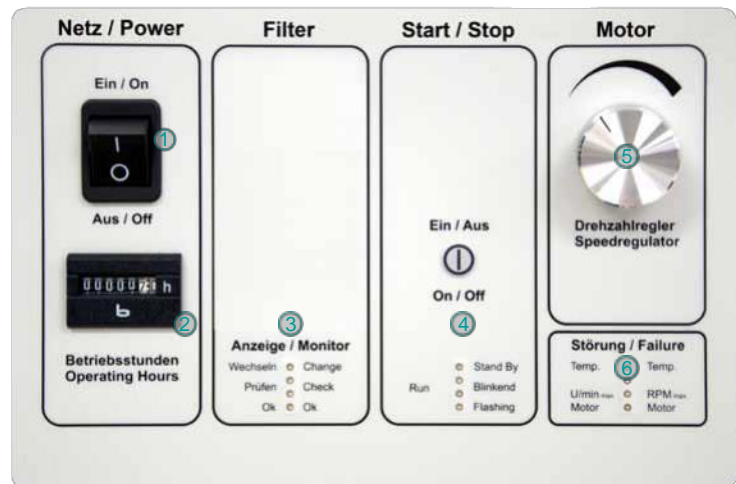 Netz / Power
Ein / On
I
O
1
Aus / Off
h
b
2
Betriebsstunden
Operating Hours
Filter
3
Anzeige / Monitor
Wechseln Change
Prüfen Check
Ok Ok
Start / Stop
Ein / Aus
On / Off
4
Stand By
Run Blinkend
Flashing
Motor
5
Drehzahlregler
Speedregulator
Störung / Failure
Temp. 6 Temp.
U/min max. RPM max.
Motor Motor